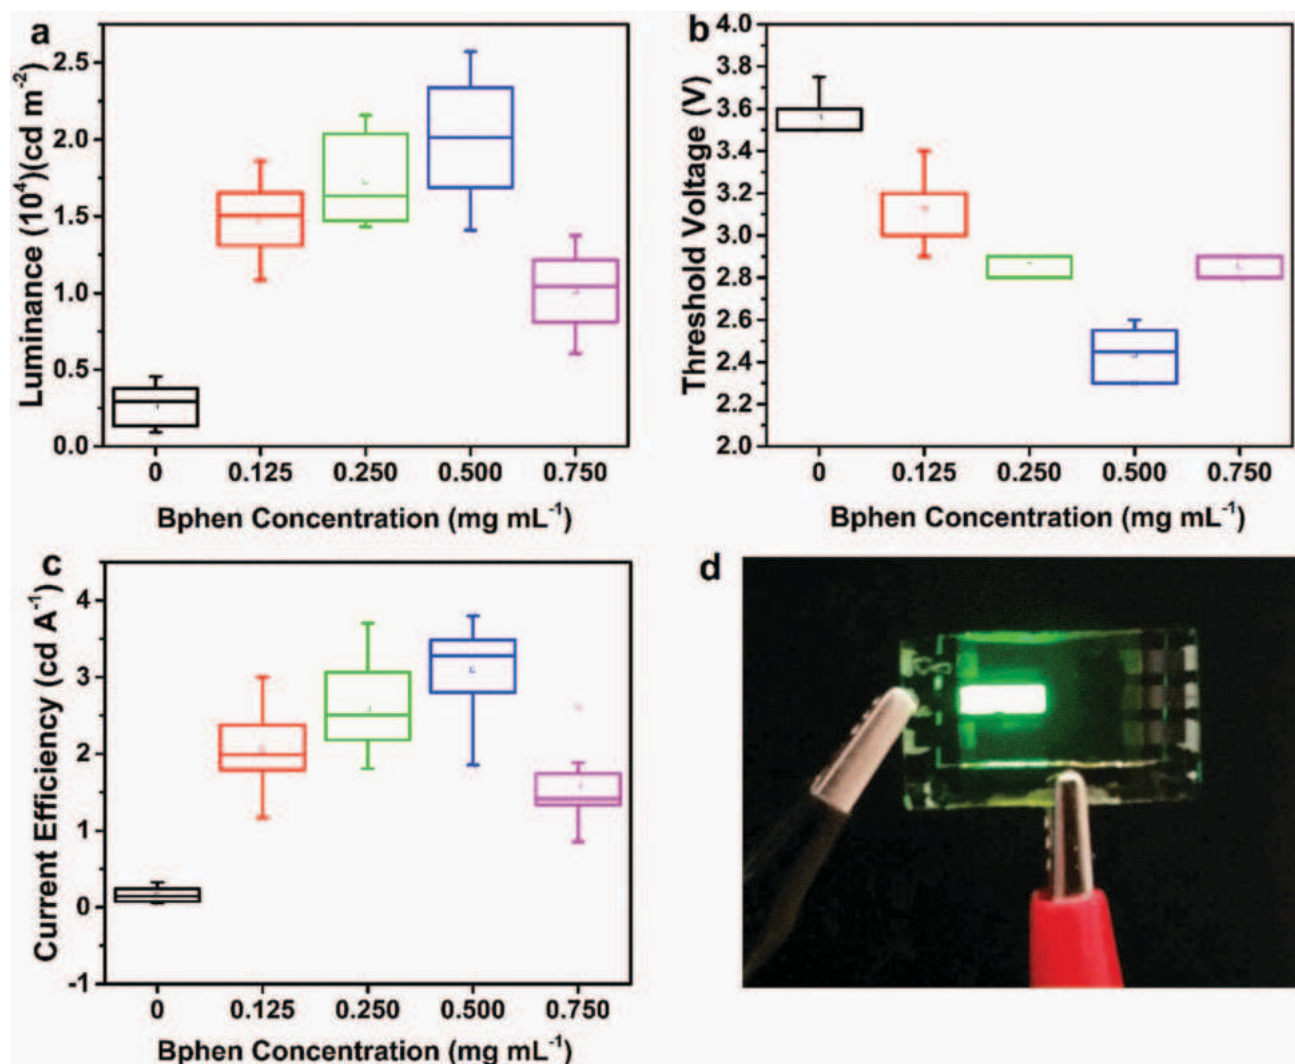 a
Luminance (10⁴)(cd m⁻²)
2.5
2.0
1.5
1.0
0.5
0.0
0 0.125 0.250 0.500 0.750
Bphen Concentration (mg mL⁻¹)
b
Threshold Voltage (V)
4.0
3.8
3.6
3.4
3.2
3.0
2.8
2.6
2.4
2.2
2.0
0 0.125 0.250 0.500 0.750
Bphen Concentration (mg mL⁻¹)
c
Current Efficiency (cd A⁻¹)
4
3
2
1
0
-1
0 0.125 0.250 0.500 0.750
Bphen Concentration (mg mL⁻¹)
d